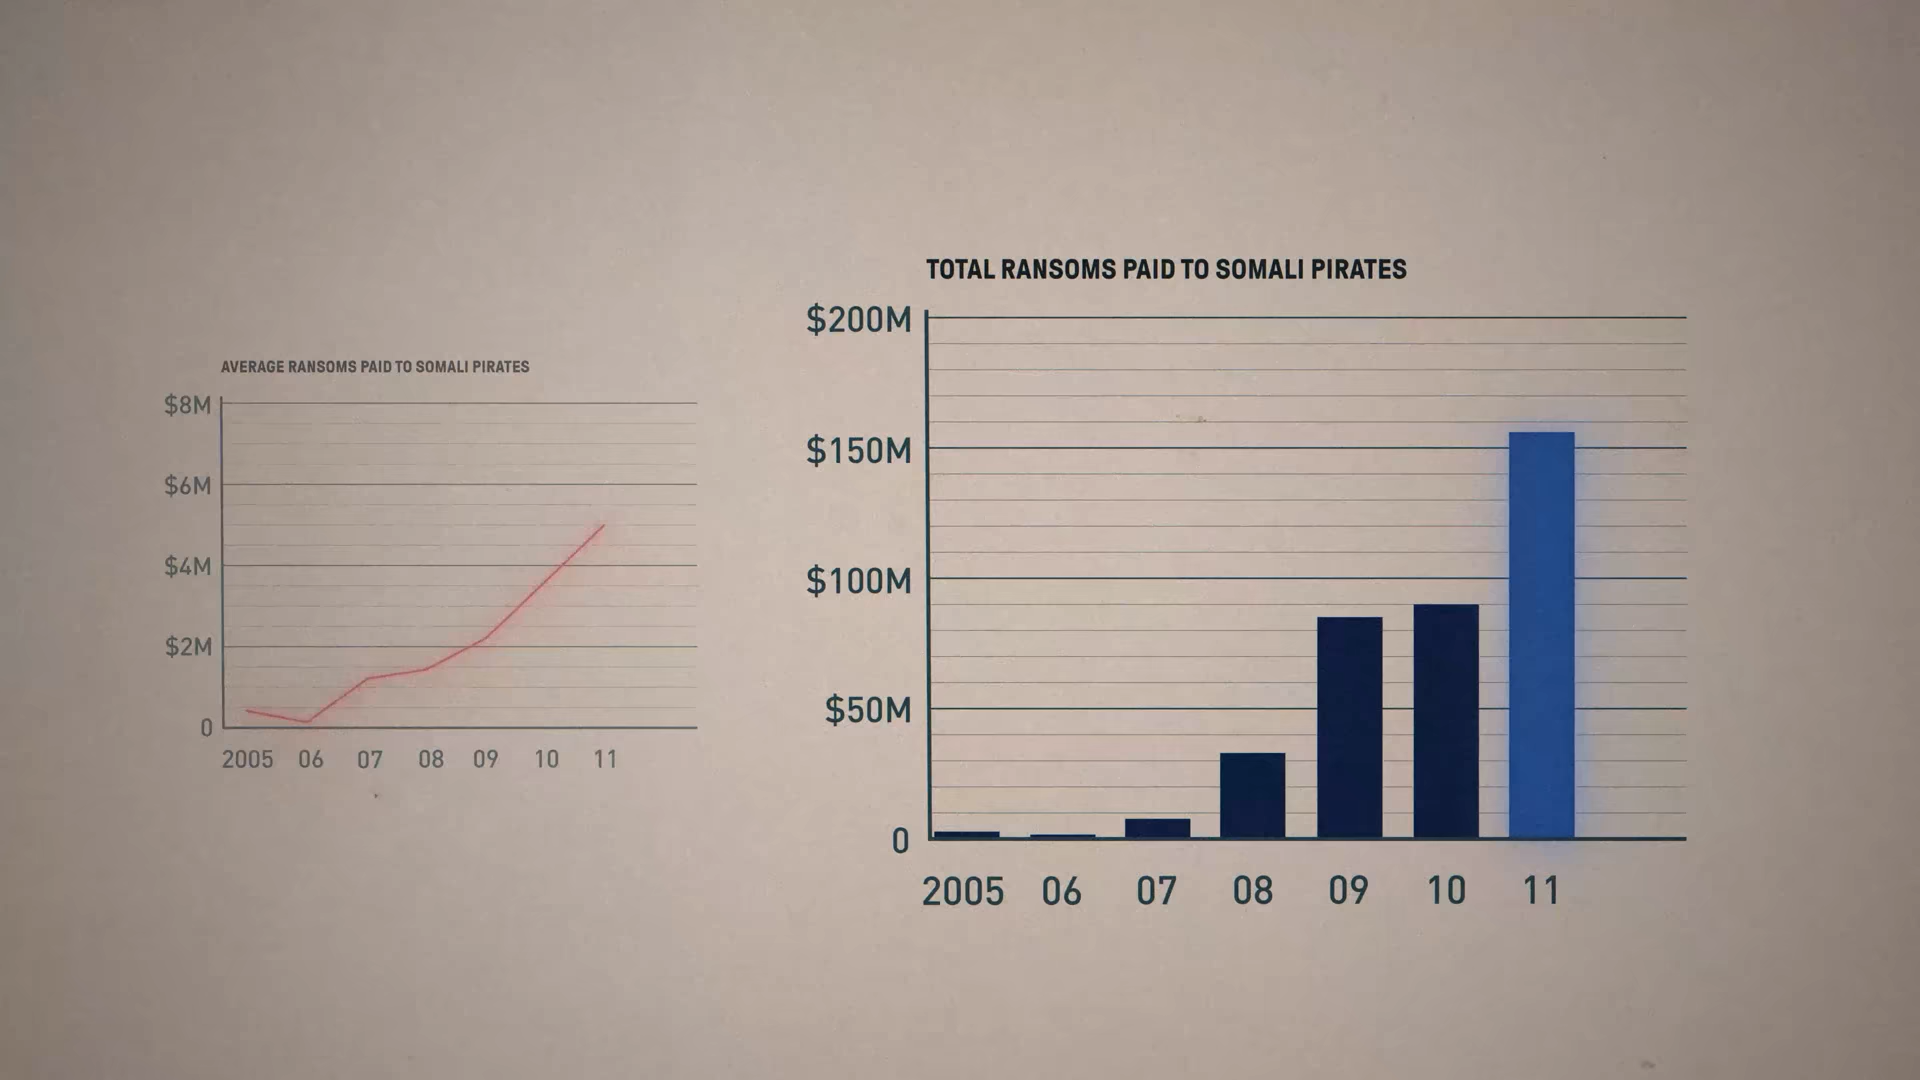 AVERAGE RANSOMS PAID TO SOMALI PIRATES
$8M
$6M
$4M
$2M
0
2005 06 07 08 09 10 11
TOTAL RANSOMS PAID TO SOMALI PIRATES
$200M
$150M
$100M
$50M
0
2005 06 07 08 09 10 11